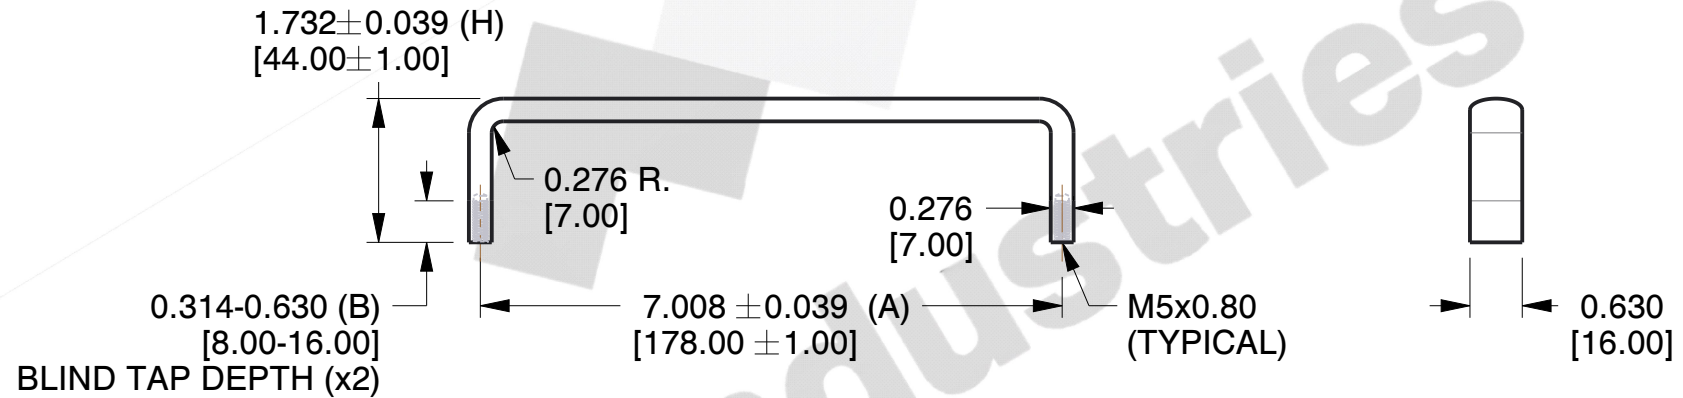 1.732±0.039 (H)
[44.00±1.00]
0.276 R.
[7.00]
0.276
[7.00]
0.314-0.630 (B)
[8.00-16.00]
BLIND TAP DEPTH (x2)
7.008 ±0.039 (A)
[178.00 ±1.00]
M5x0.80
(TYPICAL)
0.630
[16.00]
dustries